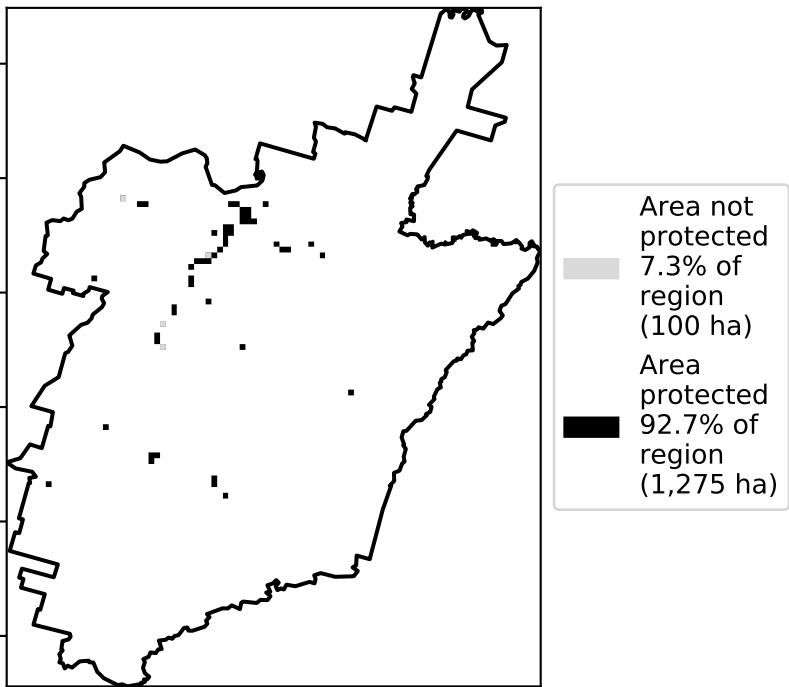 Area not
protected
7.3% of
region
(100 ha)
Area
protected
92.7% of
region
(1,275 ha)